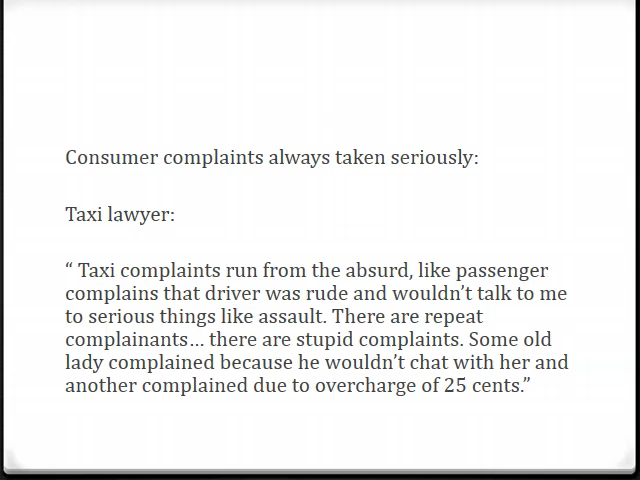 Consumer complaints always taken seriously:
Taxi lawyer:
“ Taxi complaints run from the absurd, like passenger
complains that driver was rude and wouldn’t talk to me
to serious things like assault. There are repeat
complainants… there are stupid complaints. Some old
lady complained because he wouldn’t chat with her and
another complained due to overcharge of 25 cents.”